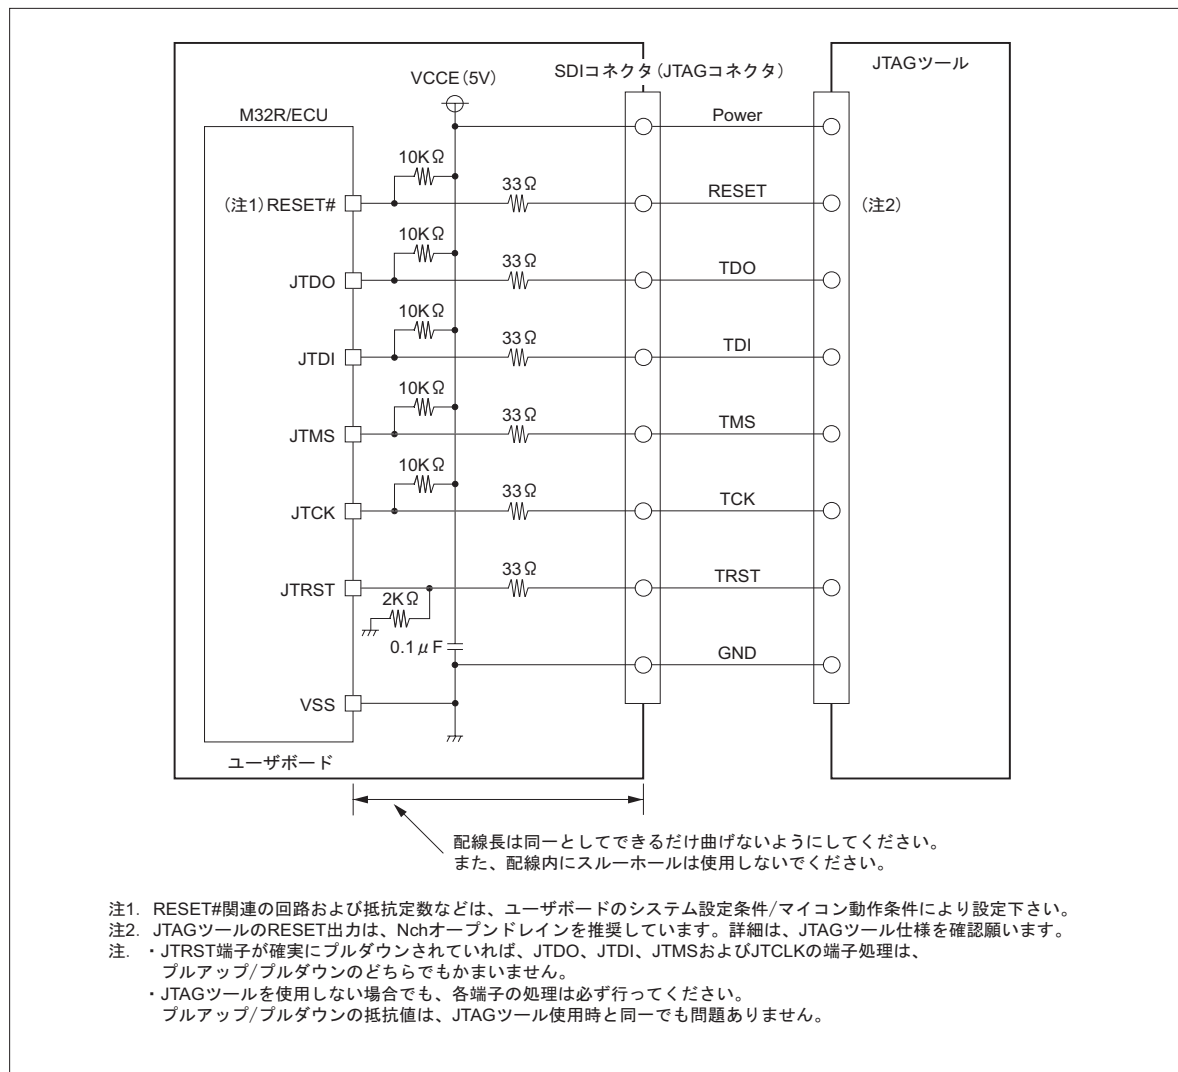 SDIコネクタ(JTAGコネクタ)
JTAGツール
VCCE(5V)
M32R/ECU
Power
10KΩ
33Ω
RESET
(注1)RESET#
(注2)
10KΩ
33Ω
TDO
JTDO
10KΩ
33Ω
TDI
JTDI
10KΩ
33Ω
TMS
JTMS
10KΩ
33Ω
TCK
JTCK
33Ω
TRST
JTRST
2KΩ
0.1μF
GND
VSS
ユーザボード
配線長は同一としてできるだけ曲げないようにしてください。
また、配線内にスルーホールは使用しないでください。
注1. RESET#関連の回路および抵抗定数などは、ユーザボードのシステム設定条件/マイコン動作条件により設定下さい。
注2. JTAGツールのRESET出力は、Nchオープンドレインを推奨しています。詳細は、JTAGツール仕様を確認願います。
注. ・JTRST端子が確実にプルダウンされていれば、JTDO、JTDI、JTMSおよびJTCLKの端子処理は、
プルアップ/プルダウンのどちらでもかまいません。
・JTAGツールを使用しない場合でも、各端子の処理は必ず行ってください。
プルアップ/プルダウンの抵抗値は、JTAGツール使用時と同一でも問題ありません。